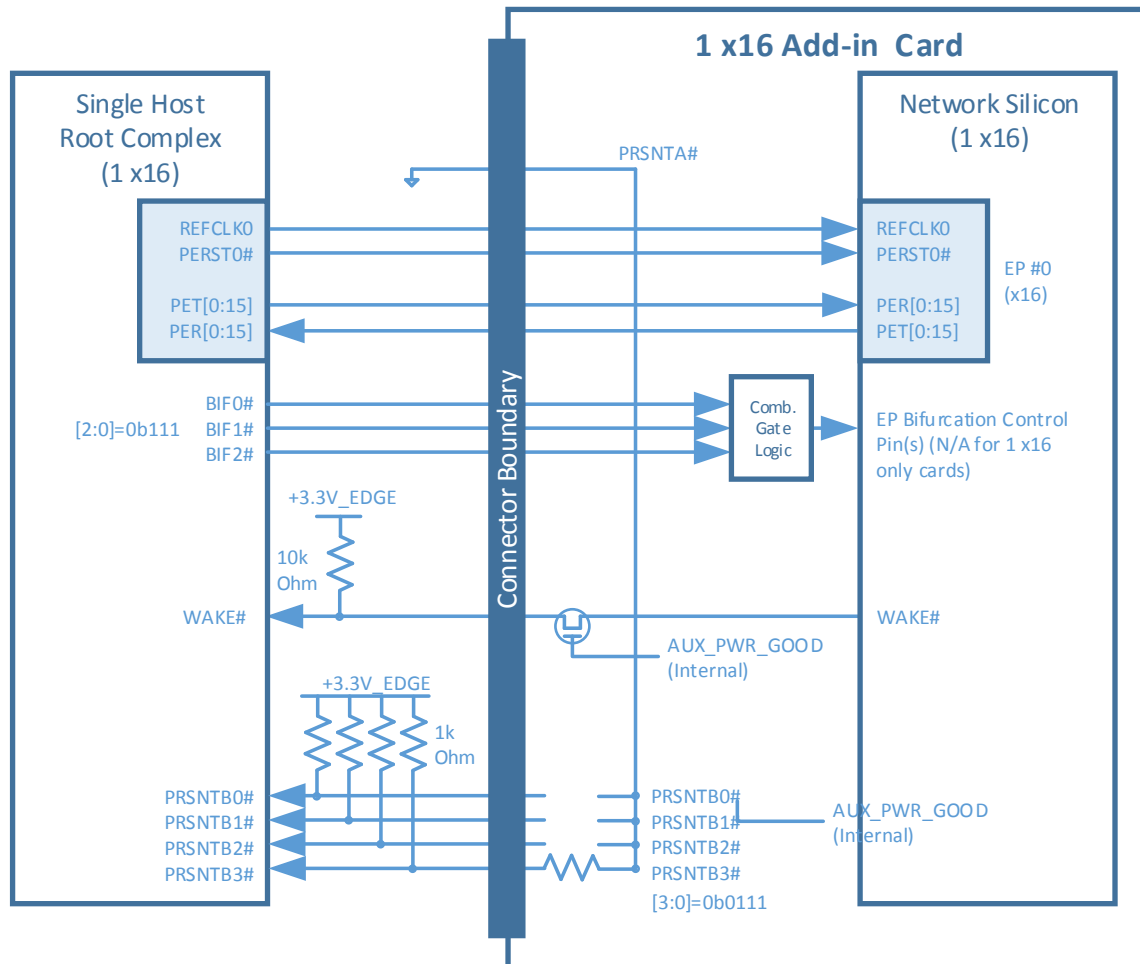 1 x16 Add-in Card
Single Host
Root Complex
(1 x16)
Network Silicon
(1 x16)
PRSNTA#
REFCLK0
PERST0#
PET[0:15]
PER[0:15]
REFCLK0
PERST0#
PER[0:15]
PET[0:15]
EP #0
(x16)
Connector Boundary
BIF0#
[2:0]=0b111 BIF1#
BIF2#
Comb.
Gate
Logic
EP Bifurcation Control
Pin(s) (N/A for 1 x16
only cards)
+3.3V_EDGE
10k
Ohm
WAKE#
WAKE#
AUX_PWR_GOOD
(Internal)
+3.3V_EDGE
1k
Ohm
PRSNTB0#
PRSNTB1#
PRSNTB2#
PRSNTB3#
PRSNTB0#
PRSNTB1#
PRSNTB2#
PRSNTB3#
[3:0]=0b0111
AUX_PWR_GOOD
(Internal)